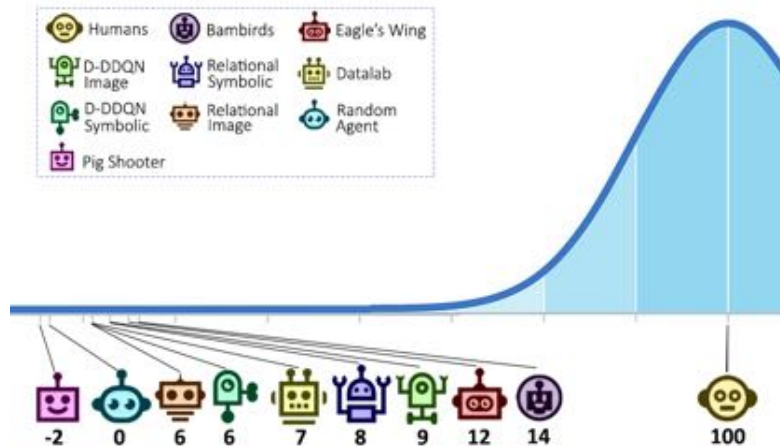 Humans
Bambirds
Eagle's Wing
D-DDQN
Image
Relational
Symbolic
Datalab
D-DDQN
Symbolic
Relational
Image
Random
Agent
Pig Shooter
-2 0 6 6 7 8 9 12 14 100